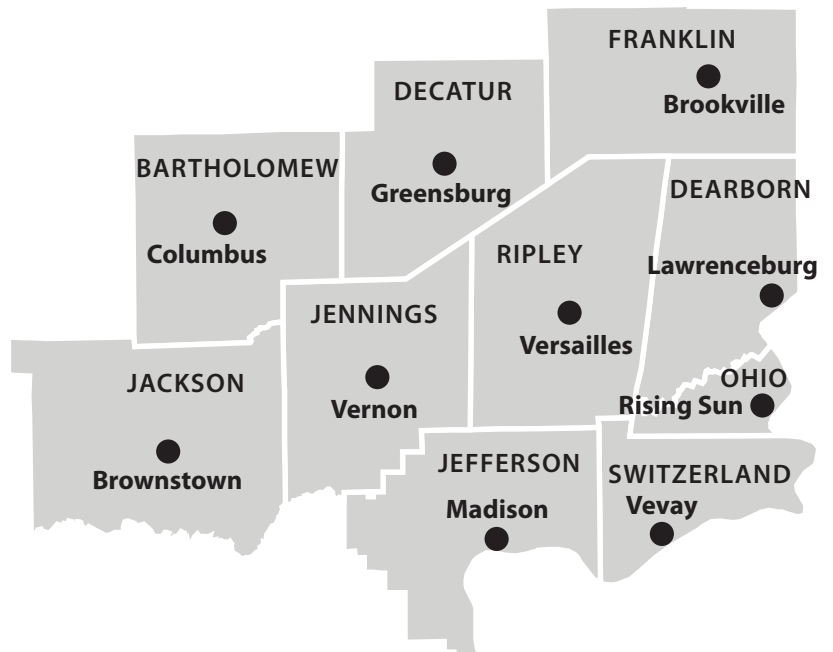 FRANKLIN
Brookville
DECATUR
Greensburg
BARTHOLOMEW
Columbus
DEARBORN
Lawrenceburg
RIPLEY
Versailles
JENNINGS
Vernon
JACKSON
Brownstown
OHIO
Rising Sun
JEFFERSON
Madison
SWITZERLAND
Vevay